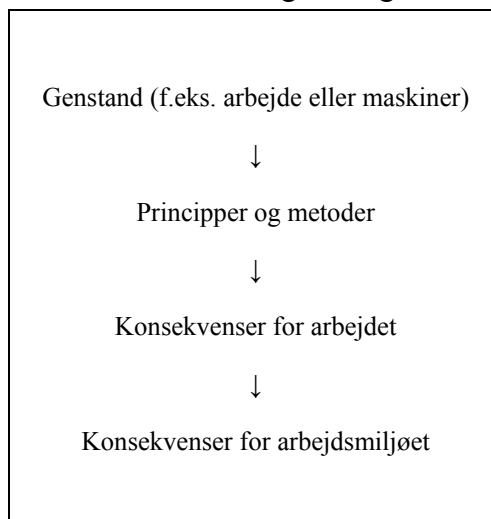 Genstand (f.eks. arbejde eller maskiner)
↓
Principper og metoder
↓
Konsekvenser for arbejdet
↓
Konsekvenser for arbejdsmiljøet